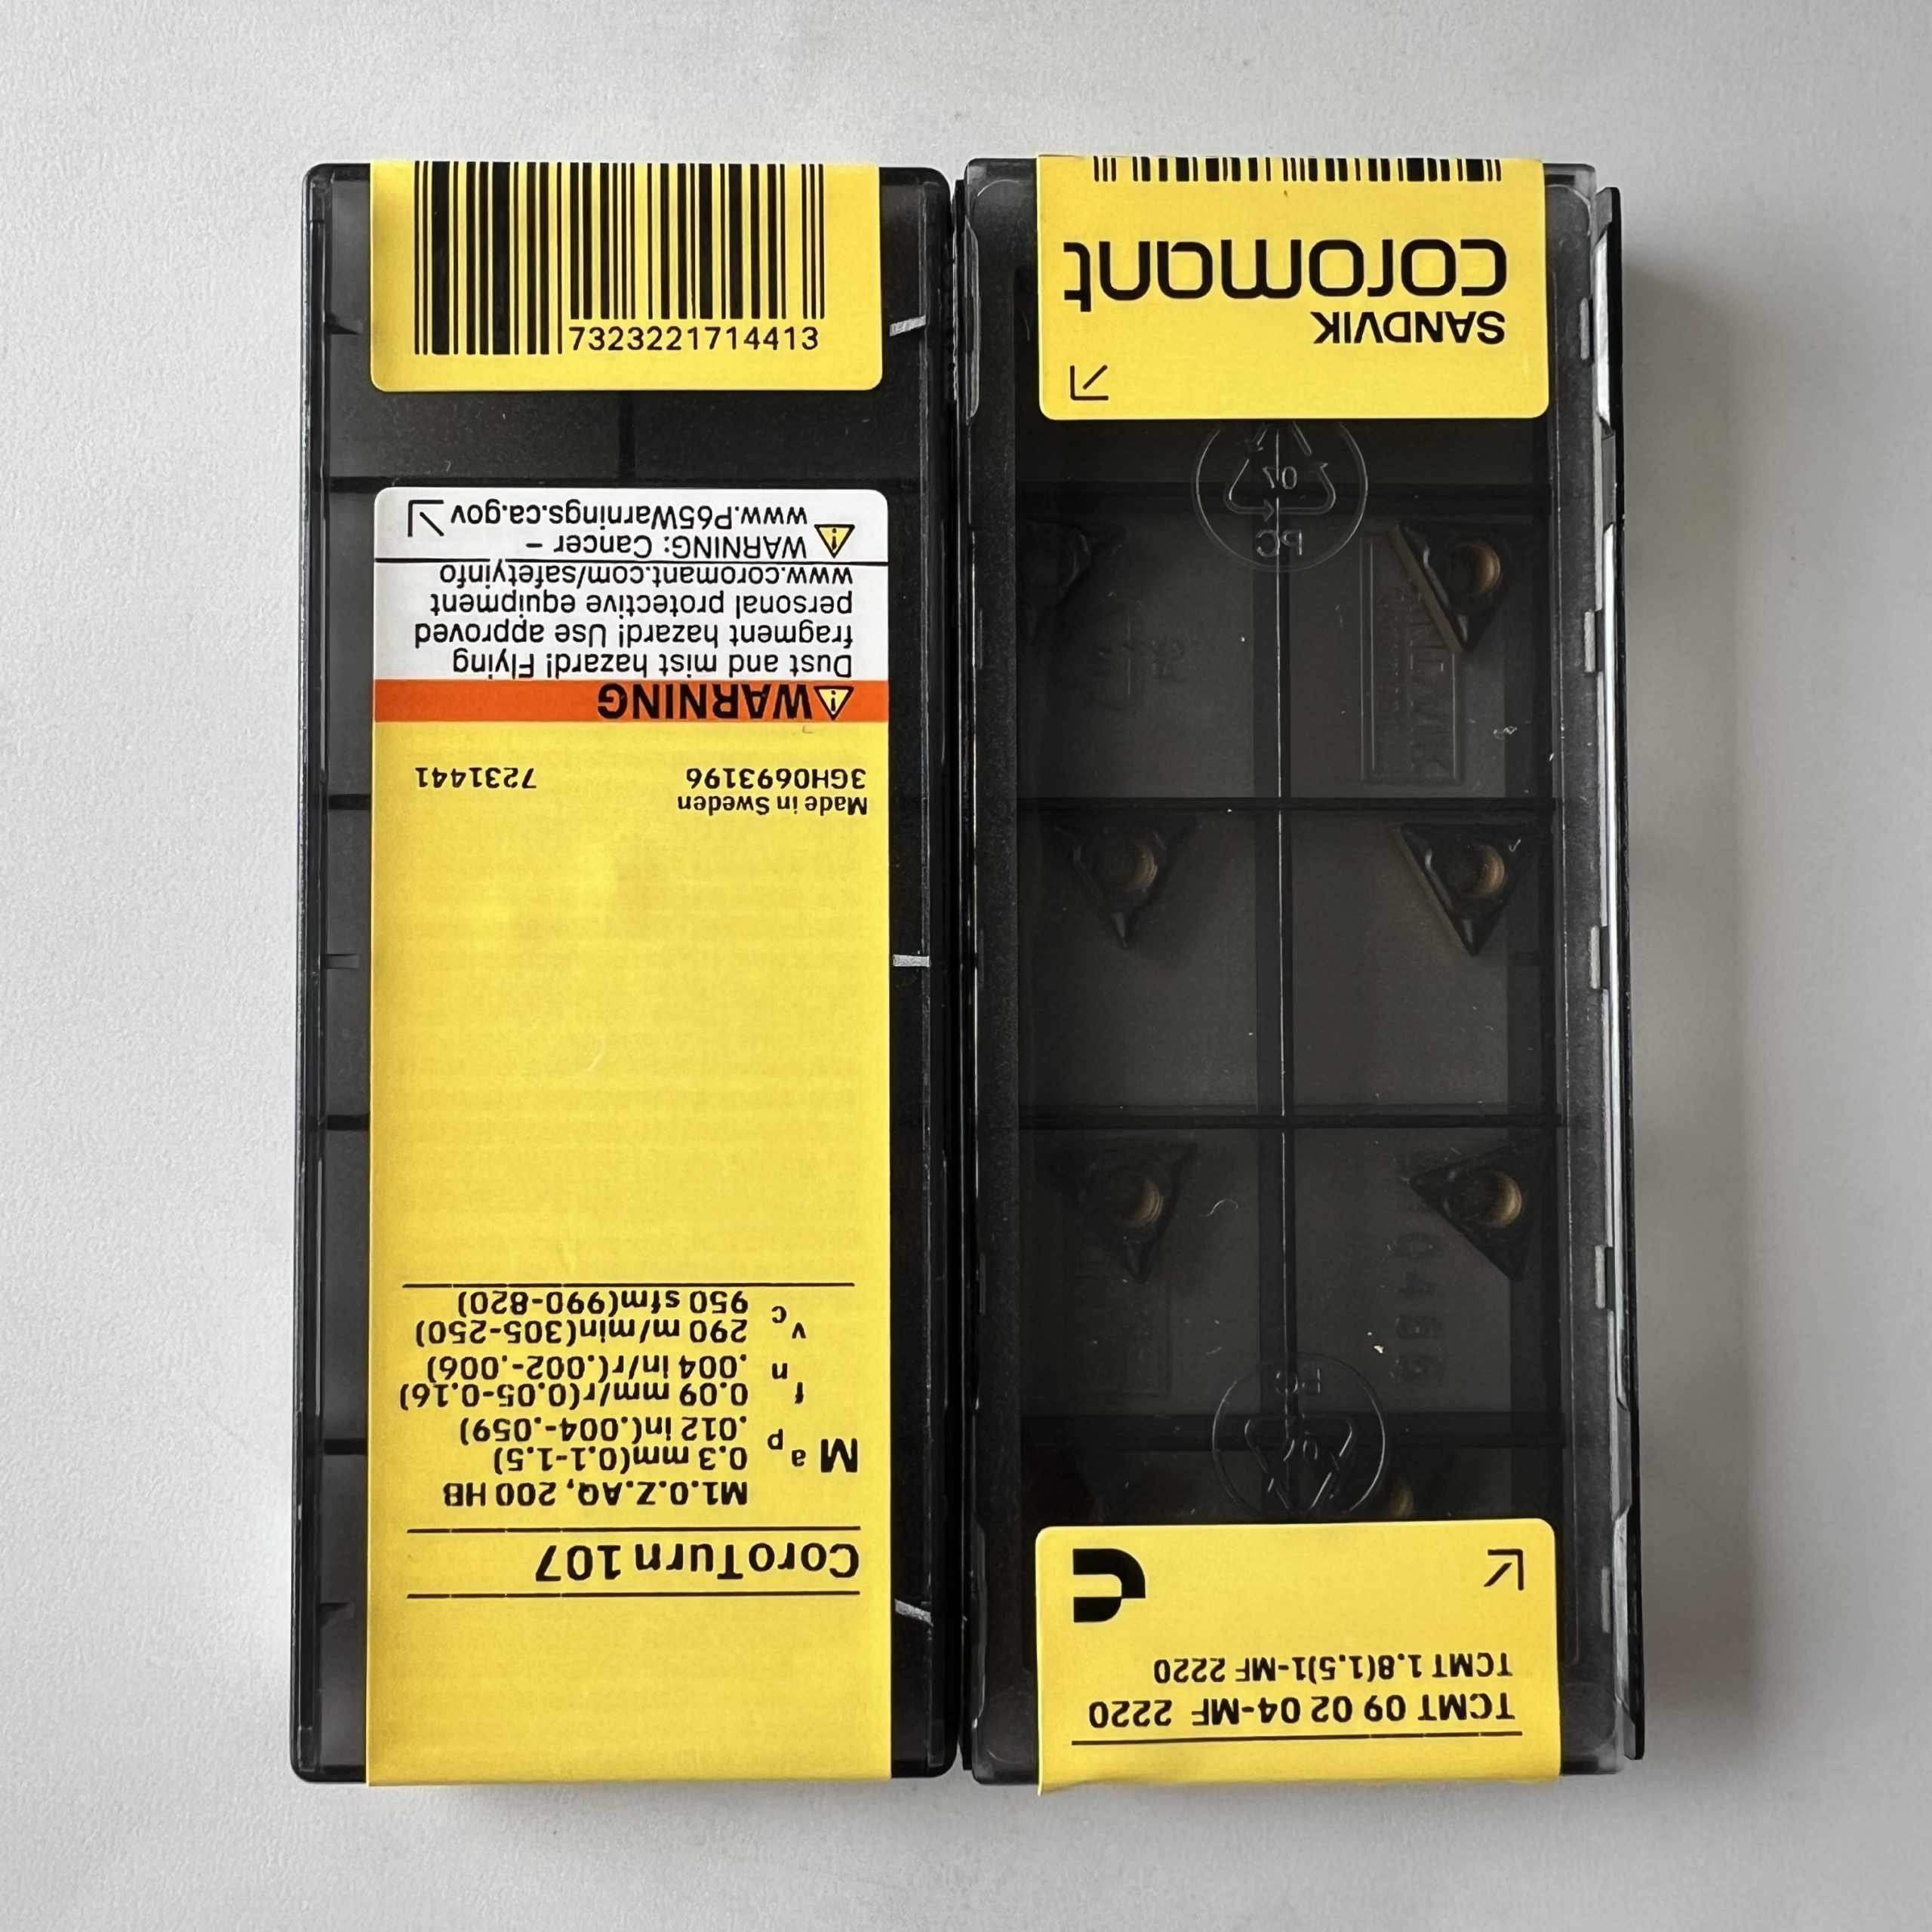 7323221714413
CoroTurn 107
M1.0.Z.AQ, 200 HB
M
a p 0.3 mm(0.1-1.5)
.012 in(.004-.059)
f n 0.09 mm/r(0.05-0.16)
.004 in/r(.002-.006)
v c 290 m/min(305-250)
950 sfm(990-820)
Made in Sweden
3GH0693196 7231441
WARNING
Dust and mist hazard! Flying
fragment hazard! Use approved
personal protective equipment
www.coromant.com/safetyinfo
WARNING: Cancer –
www.P65Warnings.ca.gov
TCMT 09 02 04-MF 2220
TCMT 1.8(1.5)1-MF 2220
PC
07
PC
SANDVIK
coromant